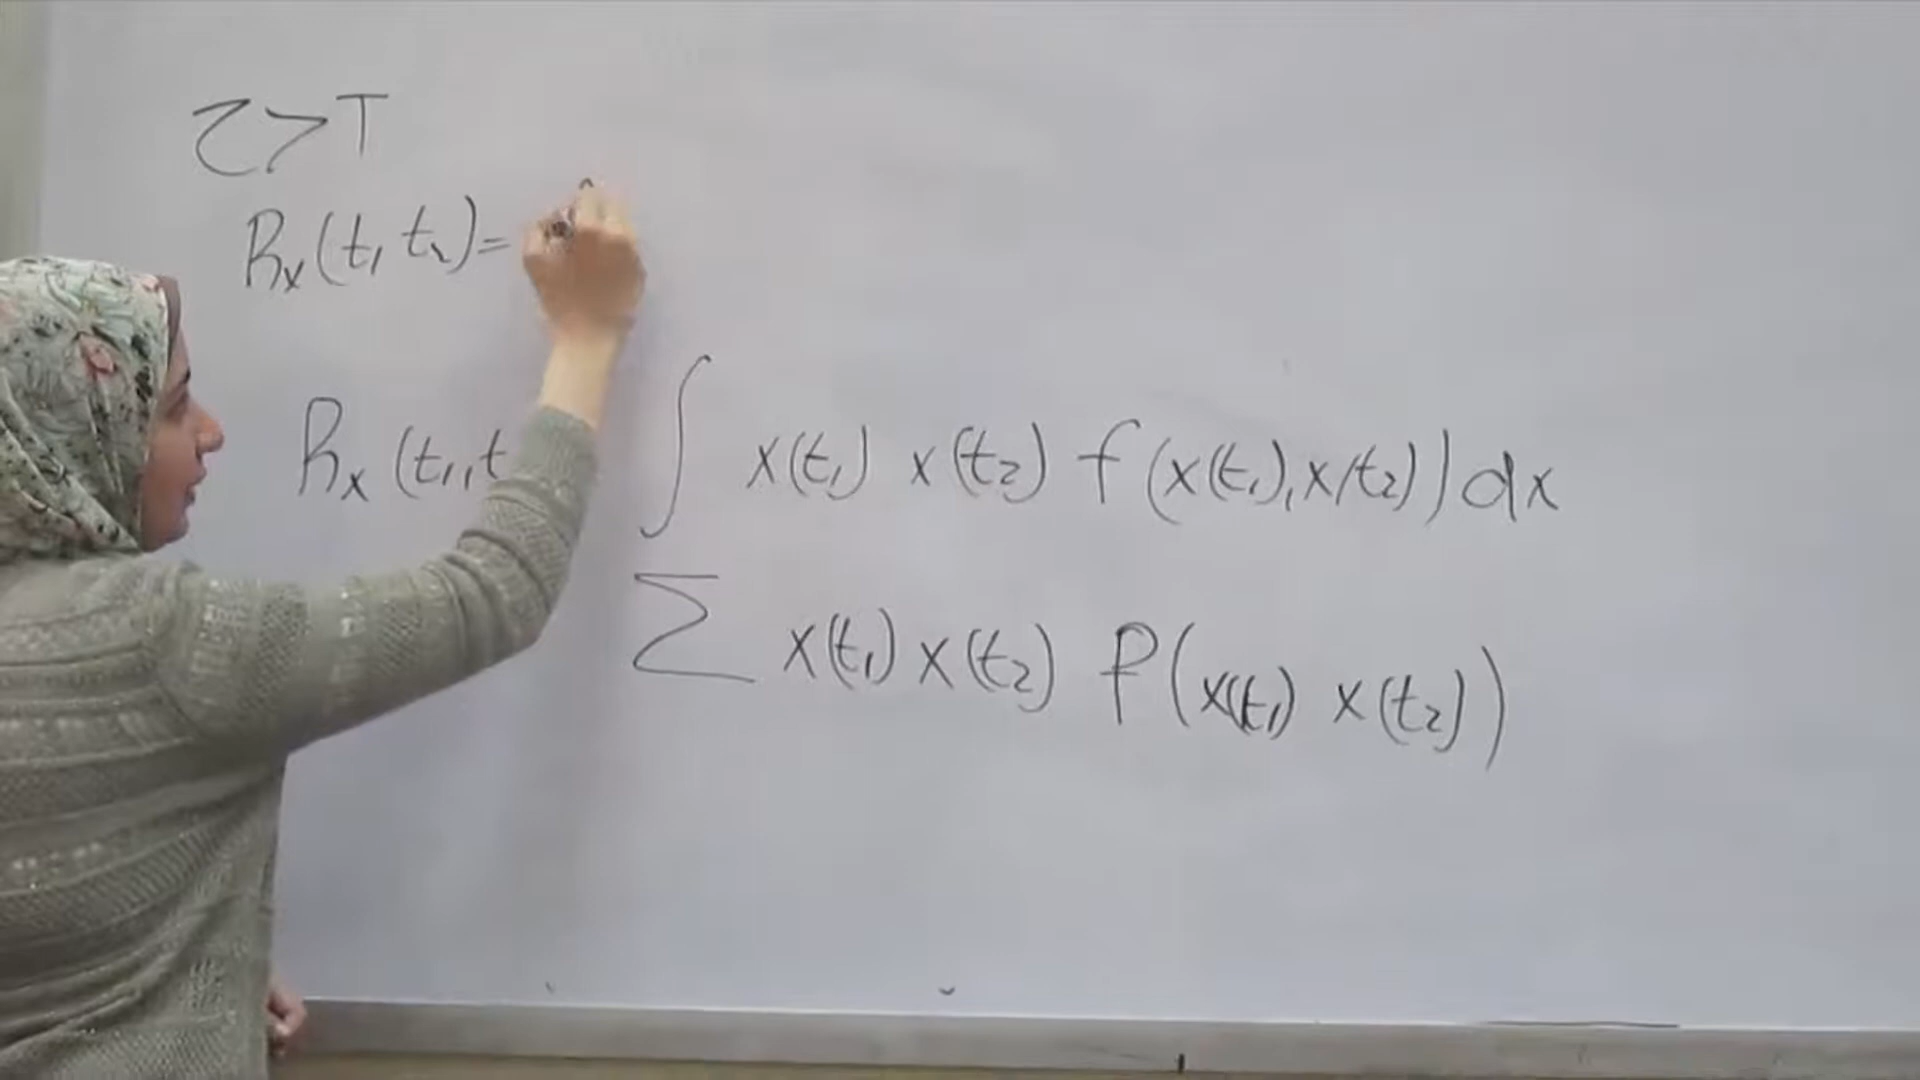 τ>T
Rx(t1 t2)=
Rx(t1,t ∫ x(t1) x(t2) f(x(t1),x(t2))dx
∑ x(t1) x(t2) P(x(t1) x(t2))